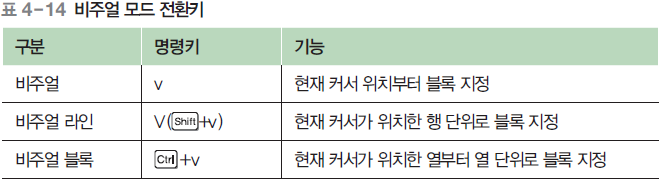 표 4-14 비주얼 모드 전환키
구분 명령키 기능
비주얼 v 현재 커서 위치부터 블록 지정
비주얼 라인 V(Shift+v) 현재 커서가 위치한 행 단위로 블록 지정
비주얼 블록 Ctrl+v 현재 커서가 위치한 열부터 열 단위로 블록 지정